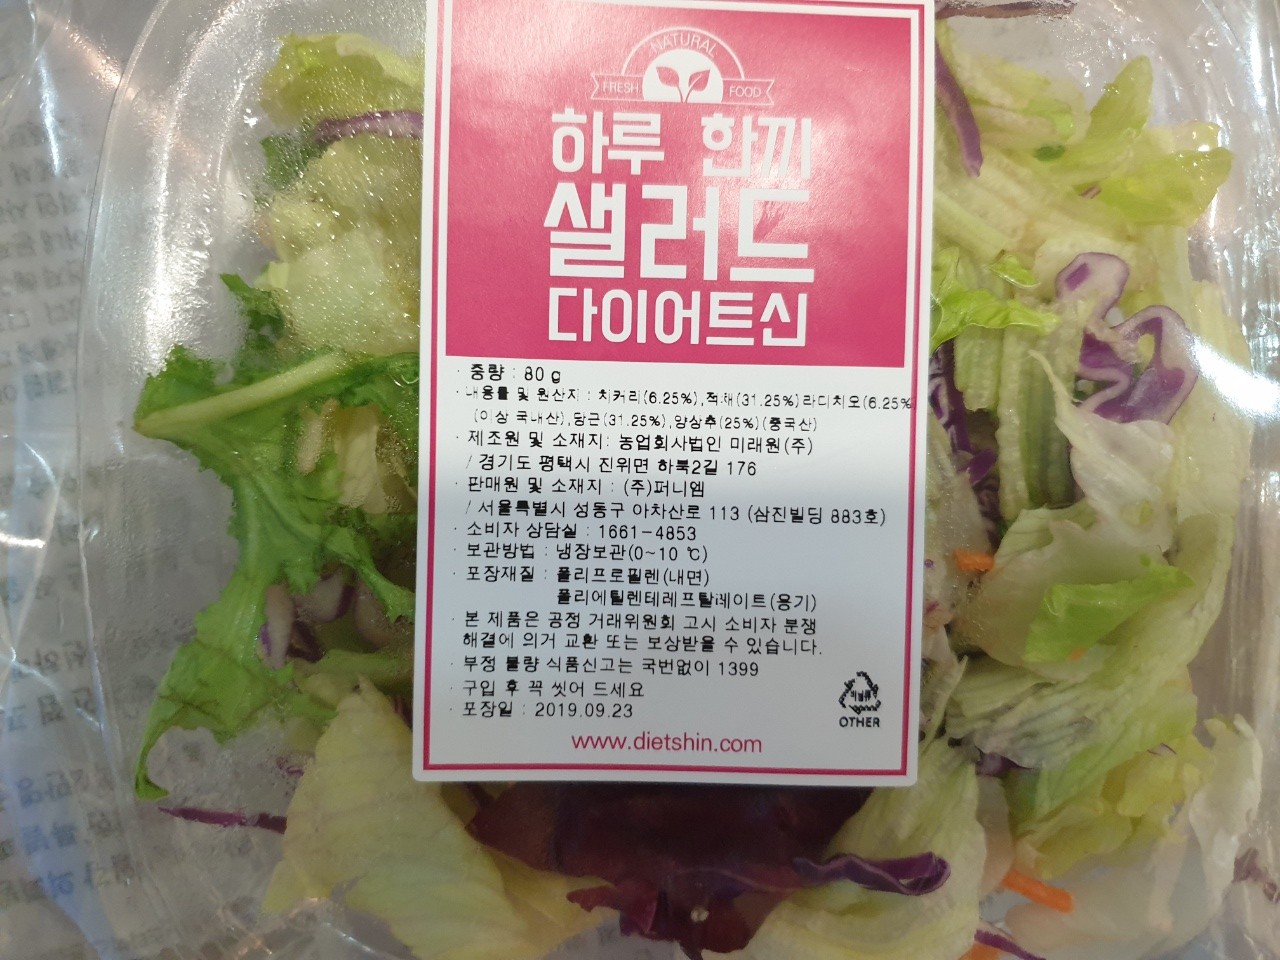 NATURAL
FRESH FOOD
하루 한끼
샐러드
다이어트신
· 중량 : 80 g
· 내용률 및 원산지 : 치커리(6.25%),적채(31.25%)라디치오(6.25%)
(이상 국내산),당근(31.25%),양상추(25%)(중국산)
· 제조원 및 소재지: 농업회사법인 미래원(주)
/ 경기도 평택시 진위면 하북2길 176
· 판매원 및 소재지 : (주)퍼니엠
/ 서울특별시 성동구 아차산로 113 (삼진빌딩 883호)
· 소비자 상담실 : 1661-4853
· 보관방법 : 냉장보관(0~10 ℃)
· 포장재질 : 폴리프로필렌(내면)
폴리에틸렌테레프탈레이트(용기)
· 본 제품은 공정 거래위원회 고시 소비자 분쟁
해결에 의거 교환 또는 보상받을 수 있습니다.
· 부정 불량 식품신고는 국번없이 1399
· 구입 후 꼭 씻어 드세요
· 포장일 : 2019.09.23
비닐류
OTHER
www.dietshin.com